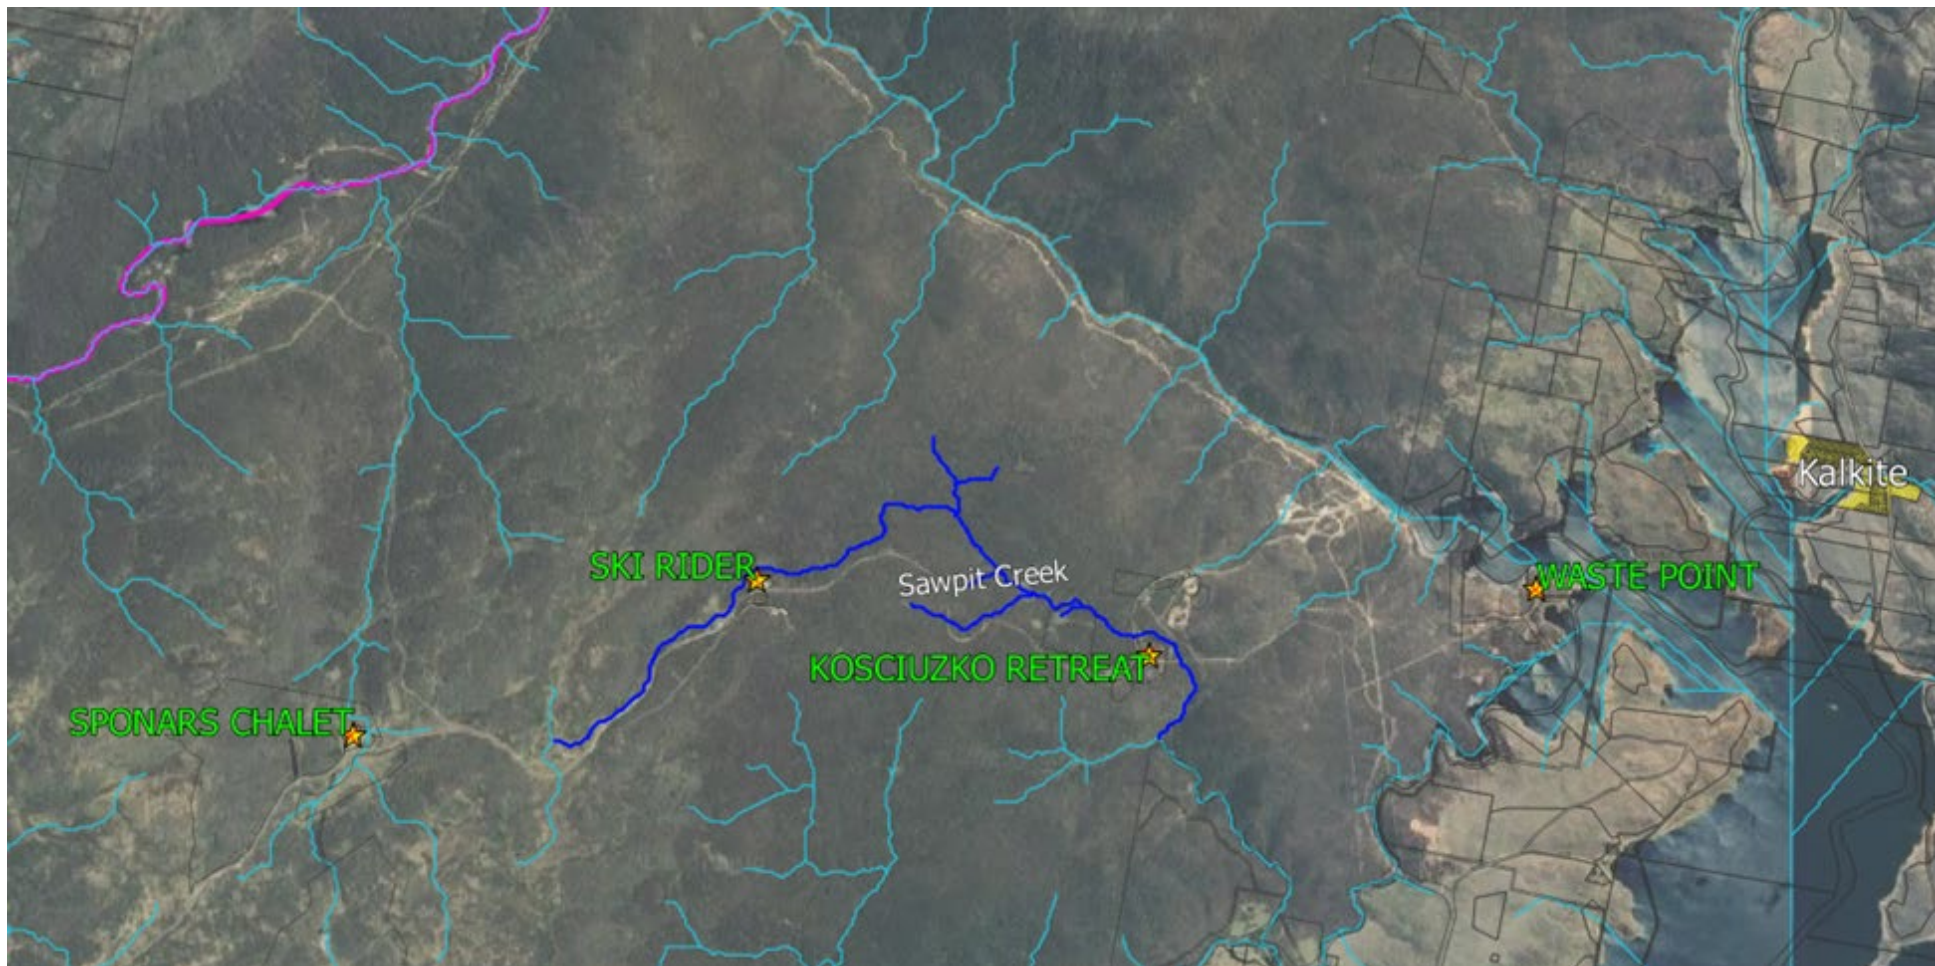 Kalkite
SKI RIDER
Sawpit Creek
WASTE POINT
KOSCIUZKO RETREAT
SPONARS CHALET